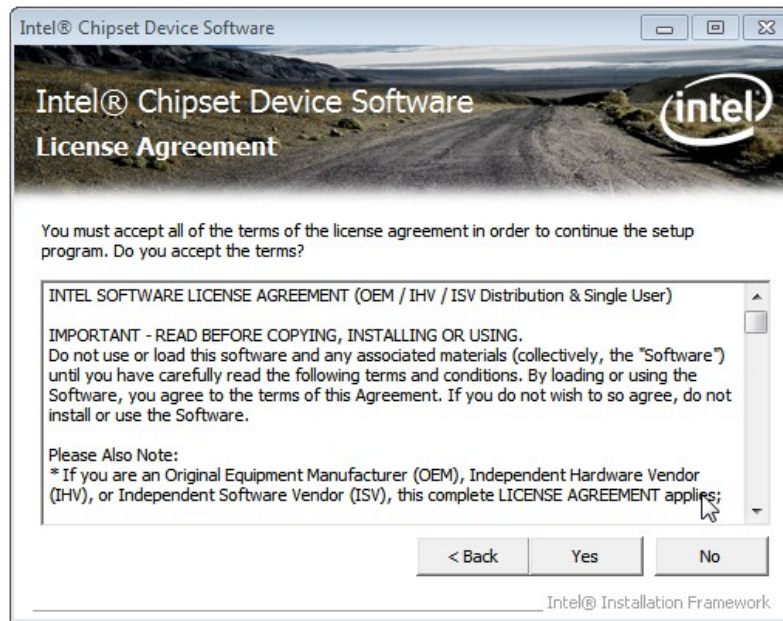 Intel® Chipset Device Software
Intel® Chipset Device Software
intel
License Agreement
You must accept all of the terms of the license agreement in order to continue the setup
program. Do you accept the terms?
INTEL SOFTWARE LICENSE AGREEMENT (OEM / IHV / ISV Distribution & Single User)
IMPORTANT - READ BEFORE COPYING, INSTALLING OR USING.
Do not use or load this software and any associated materials (collectively, the "Software")
until you have carefully read the following terms and conditions. By loading or using the
Software, you agree to the terms of this Agreement. If you do not wish to so agree, do not
install or use the Software.
Please Also Note:
* If you are an Original Equipment Manufacturer (OEM), Independent Hardware Vendor
(IHV), or Independent Software Vendor (ISV), this complete LICENSE AGREEMENT applies;
< Back Yes No
Intel® Installation Framework